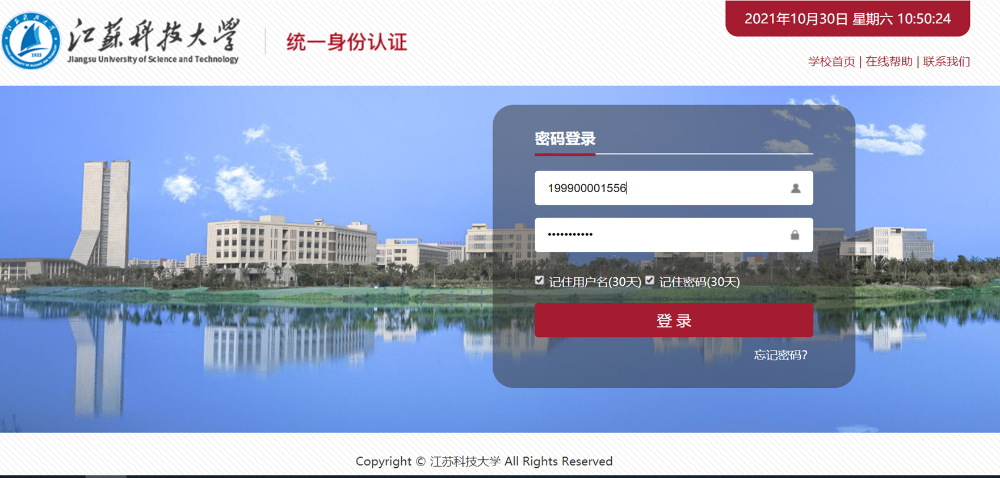 江蘇科技大學
Jiangsu University of Science and Technology
1933
统一身份认证
2021年10月30日 星期六 10:50:24
学校首页 | 在线帮助 | 联系我们
密码登录
199900001556
•••••••••••
记住用户名(30天) 记住密码(30天)
登 录
忘记密码?
Copyright © 江苏科技大学 All Rights Reserved